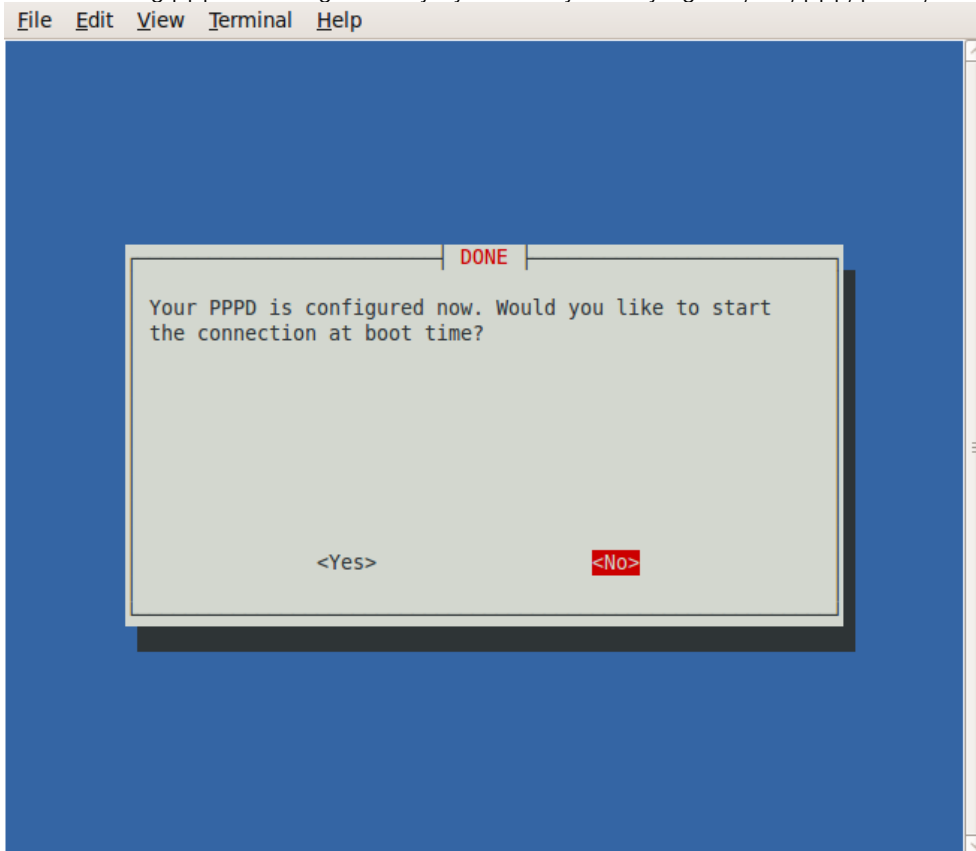 File Edit View Terminal Help
DONE
Your PPPD is configured now. Would you like to start
the connection at boot time?
<Yes> <No>